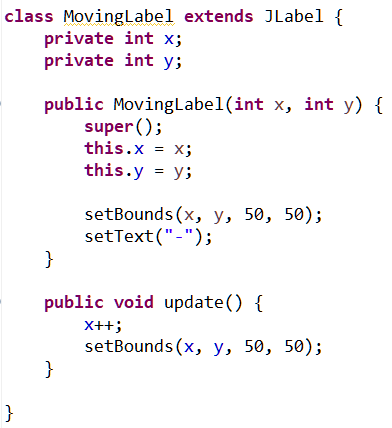 class MovingLabel extends JLabel {
    private int x;
    private int y;

    public MovingLabel(int x, int y) {
        super();
        this.x = x;
        this.y = y;

        setBounds(x, y, 50, 50);
        setText("-");
    }

    public void update() {
        x++;
        setBounds(x, y, 50, 50);
    }

}